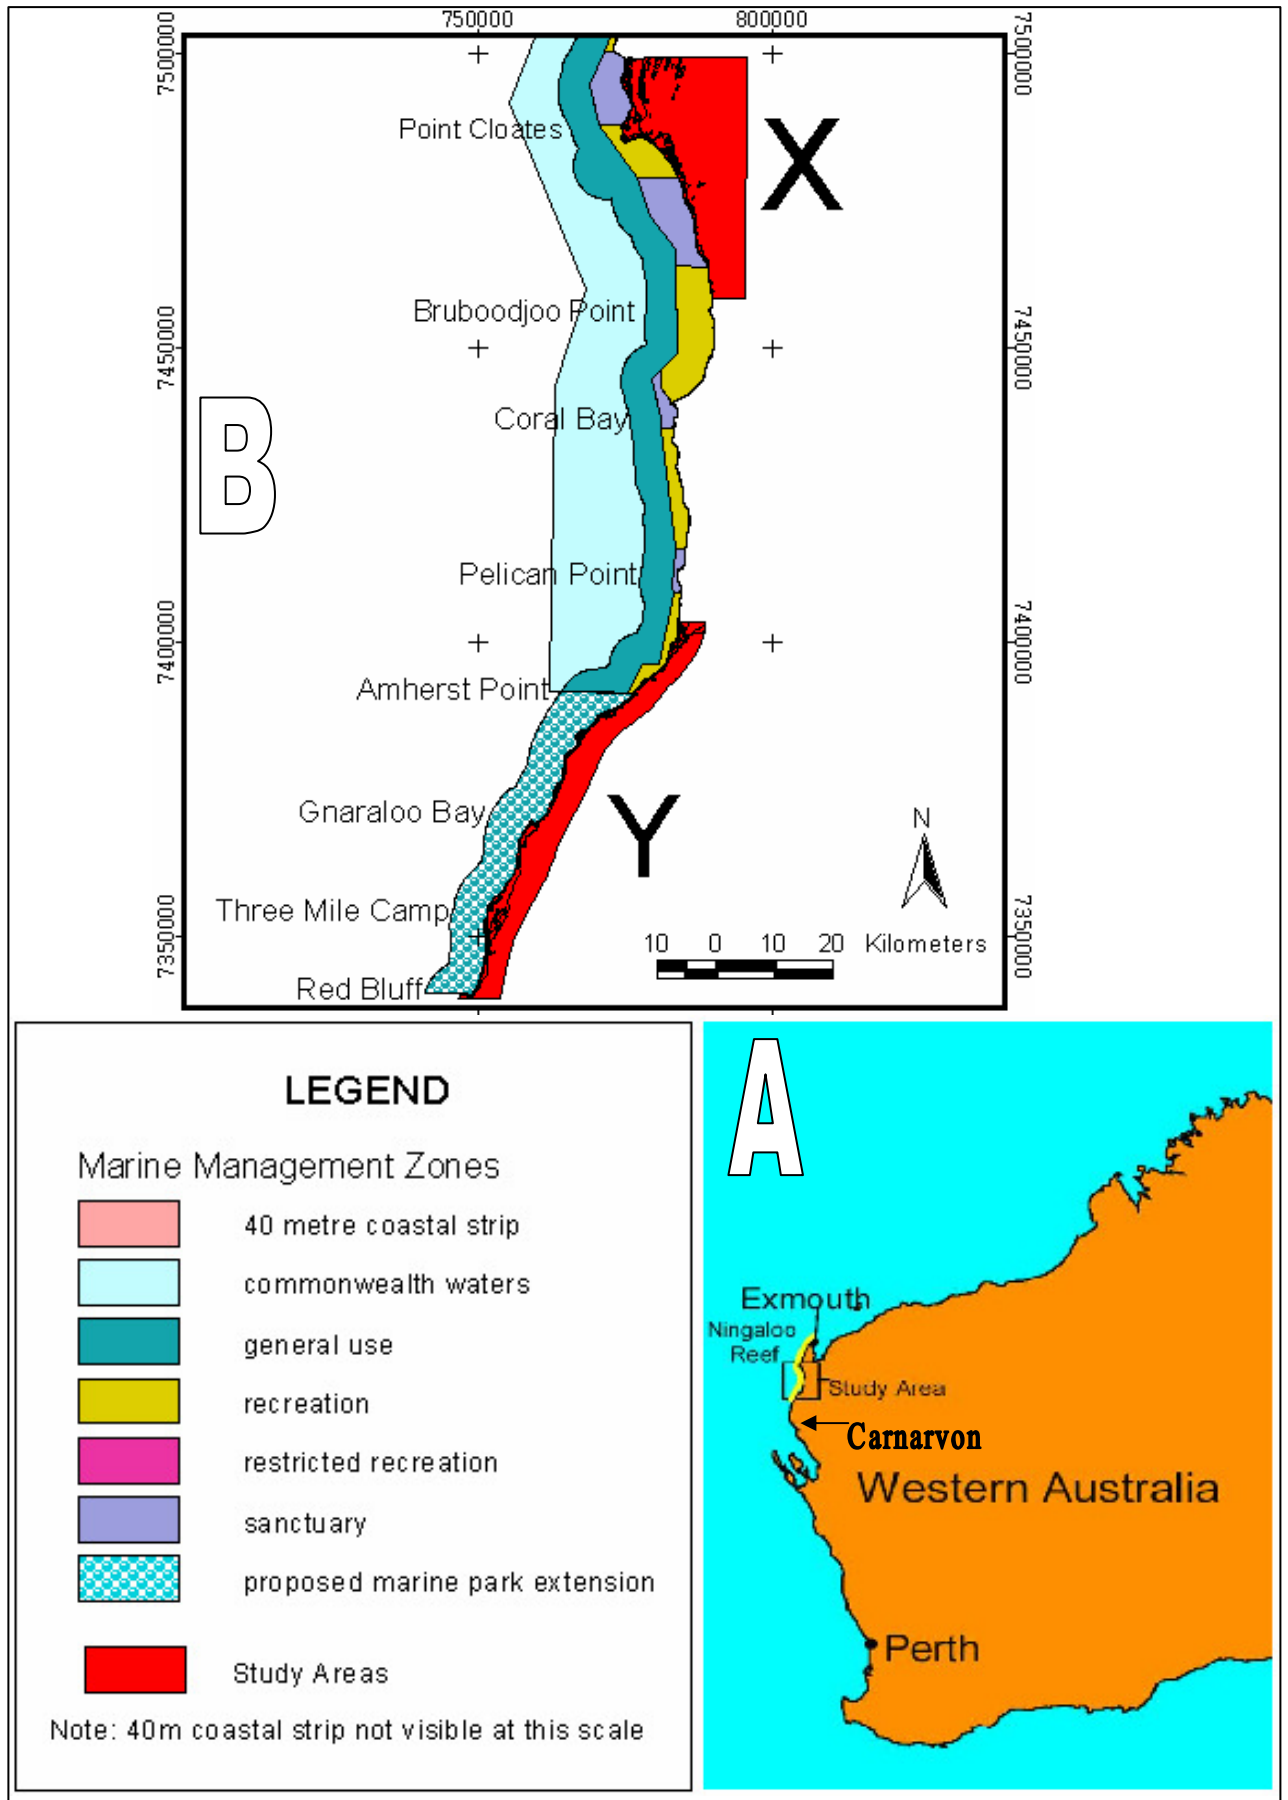 750000
800000
7500000
7500000
Point Cloates
X
Bruboodjoo Point
7450000
7450000
B
Coral Bay
Pelican Point
7400000
7400000
Amherst Point
Y
Gnaraloo Bay
N
Three Mile Camp
7350000
7350000
10 0 10 20 Kilometers
Red Bluff
LEGEND
Marine Management Zones
40 metre coastal strip
commonwealth waters
general use
recreation
restricted recreation
sanctuary
proposed marine park extension
Study Areas
Note: 40m coastal strip not visible at this scale
A
Exmouth
Ningaloo
Reef
Study Area
Carnarvon
Western Australia
Perth